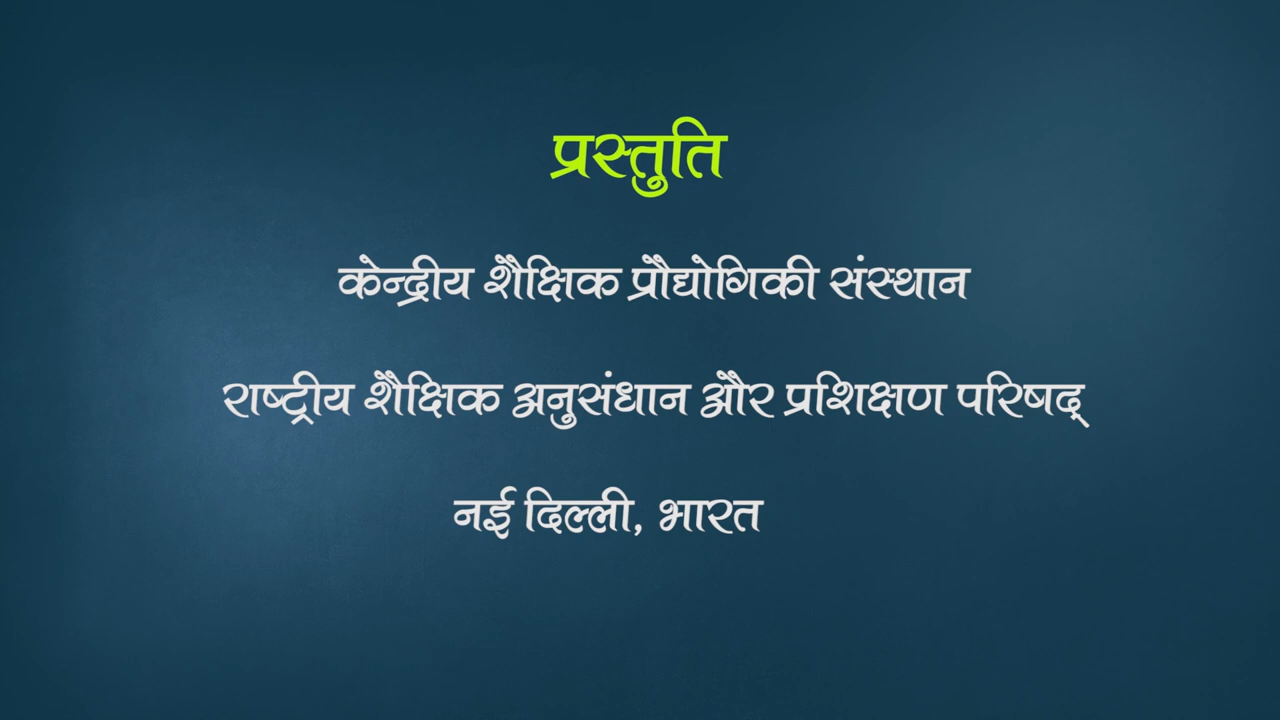 प्रस्तुति
केन्द्रीय शैक्षिक प्रौद्योगिकी संस्थान
राष्ट्रीय शैक्षिक अनुसंधान और प्रशिक्षण परिषद्
नई दिल्ली, भारत